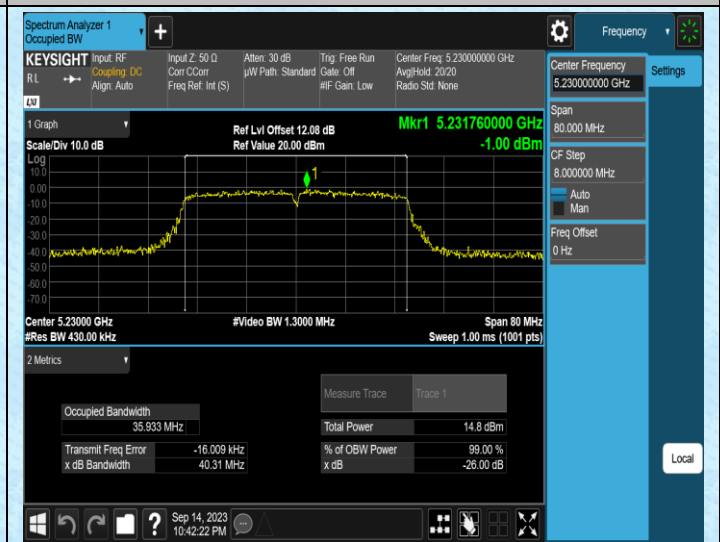 Spectrum Analyzer 1
Occupied BW
+
Frequency
KEYSIGHT
R L
LXI
Input: RF
Coupling: DC
Align: Auto
Input Z: 50 Ω
Corr CCorr
Freq Ref: Int (S)
Atten: 30 dB
µW Path: Standard
Trig: Free Run
Gate: Off
#IF Gain: Low
Center Freq: 5.230000000 GHz
Avg|Hold: 20/20
Radio Std: None
Center Frequency
5.230000000 GHz
Settings
Span
80.000 MHz
CF Step
8.000000 MHz
Auto
Man
Freq Offset
0 Hz
1 Graph
Scale/Div 10.0 dB
Ref Lvl Offset 12.08 dB
Ref Value 20.00 dBm
Mkr1 5.231760000 GHz
-1.00 dBm
Log
10.0
0.00
-10.0
-20.0
-30.0
-40.0
-50.0
-60.0
-70.0
1
Center 5.23000 GHz
#Res BW 430.00 kHz
#Video BW 1.3000 MHz
Span 80 MHz
Sweep 1.00 ms (1001 pts)
2 Metrics
Measure Trace Trace 1
Occupied Bandwidth
35.933 MHz
Total Power 14.8 dBm
Transmit Freq Error -16.009 kHz
% of OBW Power 99.00 %
x dB Bandwidth 40.31 MHz
x dB -26.00 dB
Local
?
Sep 14, 2023
10:42:22 PM